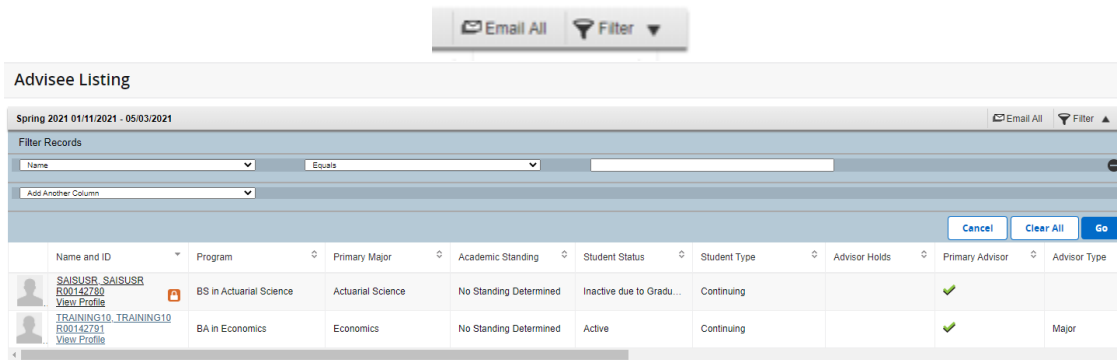 Email All Filter
Advisee Listing
Spring 2021 01/11/2021 - 05/03/2021 Email All Filter
Filter Records
Name Equals
Add Another Column
Cancel Clear All Go
Name and ID Program Primary Major Academic Standing Student Status Student Type Advisor Holds Primary Advisor Advisor Type
SAISUSR, SAISUSR
R00142780 BS in Actuarial Science Actuarial Science No Standing Determined Inactive due to Gradu... Continuing
View Profile
TRAINING10, TRAINING10
R00142791 BA in Economics Economics No Standing Determined Active Continuing Major
View Profile